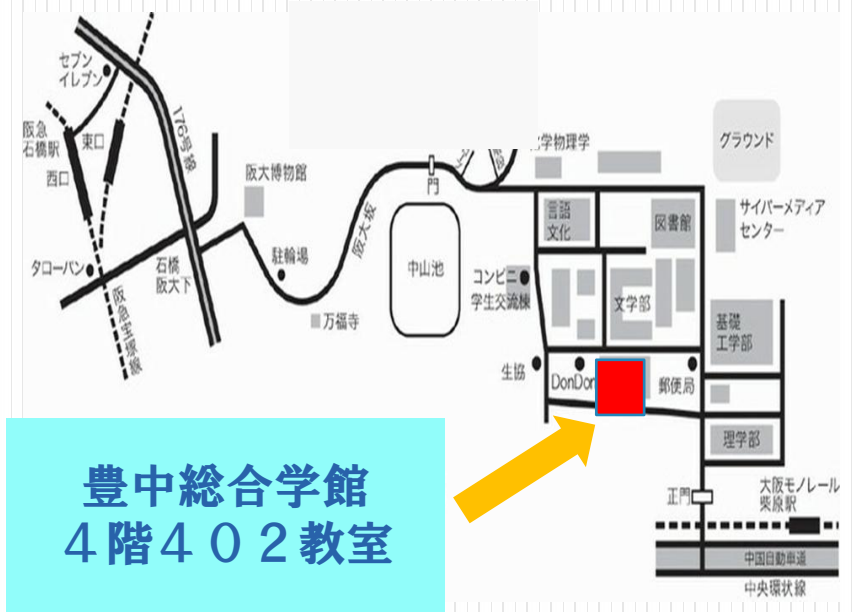 セブン
イレブン
176号線
阪急
石橋駅
東口
西口
阪大博物館
門
化学物理学
グラウンド
言語
文化
図書館
サイバーメディア
センター
阪大坂
中山池
タローパン
石橋
阪大下
駐輪場
コンビニ
学生交流棟
文学部
阪急宝塚線
万福寺
基礎
工学部
生協
DonDon
郵便局
理学部
豊中総合学館
4階402教室
正門
大阪モノレール
柴原駅
中国自動車道
中央環状線